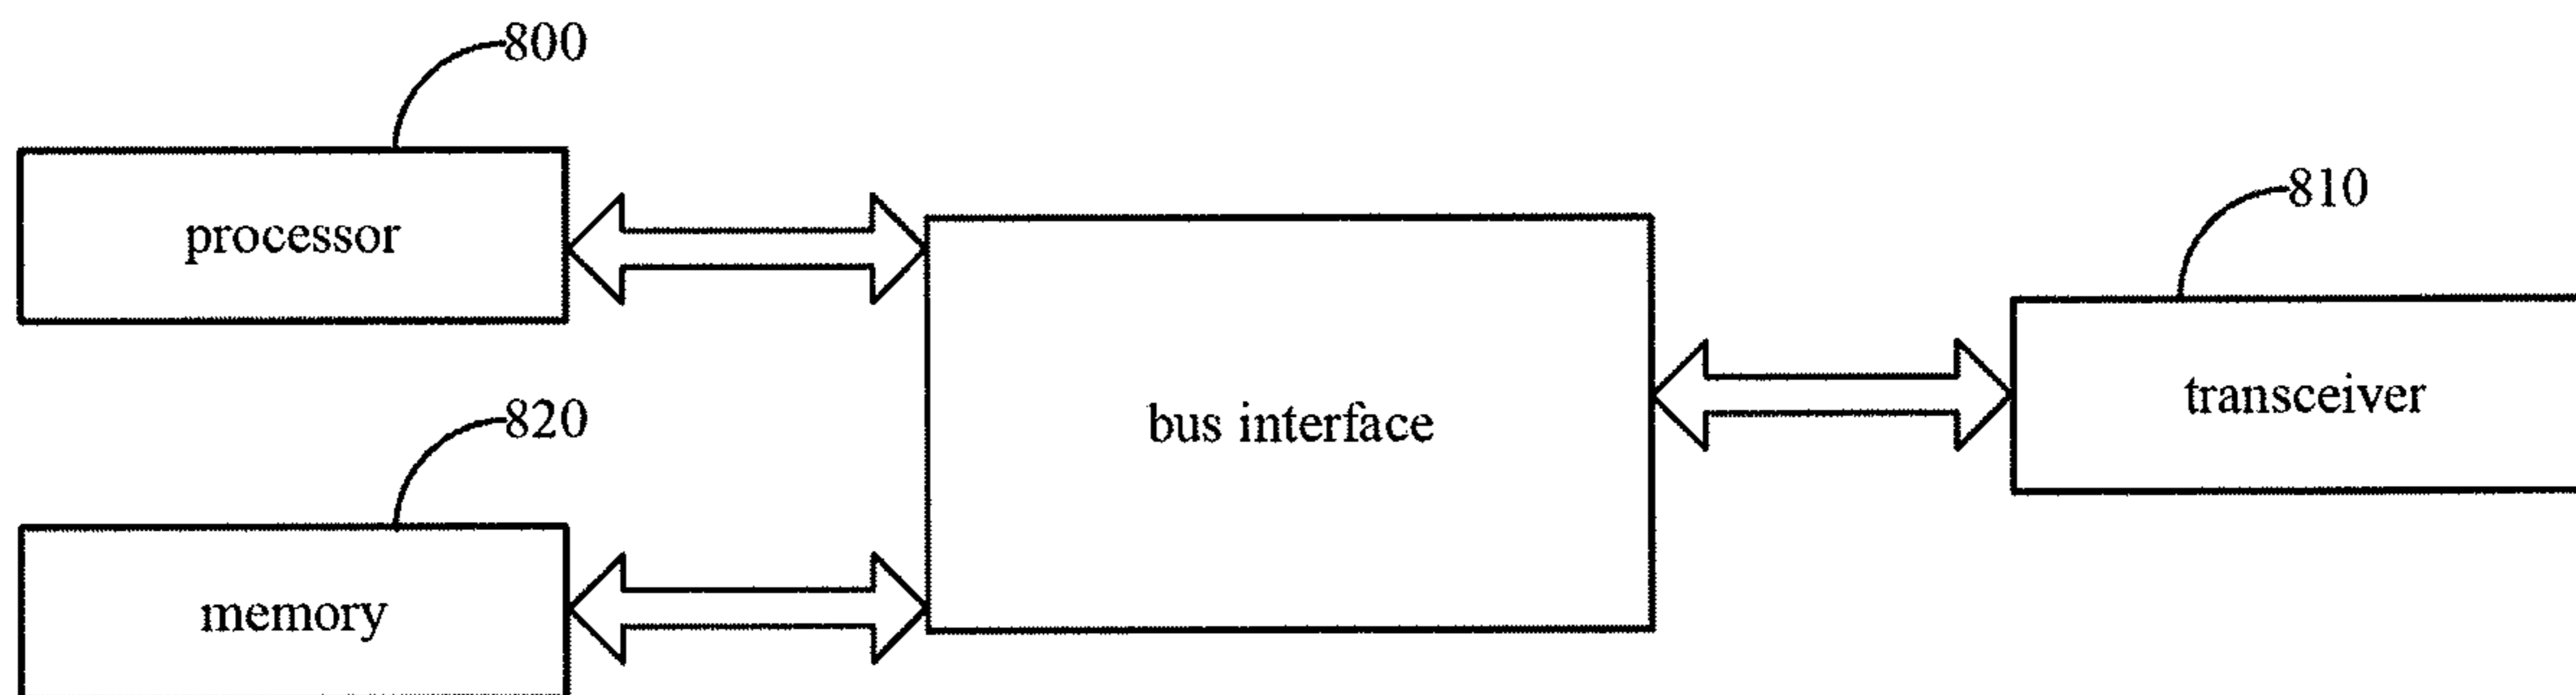 800
processor
810
transceiver
bus interface
820
memory